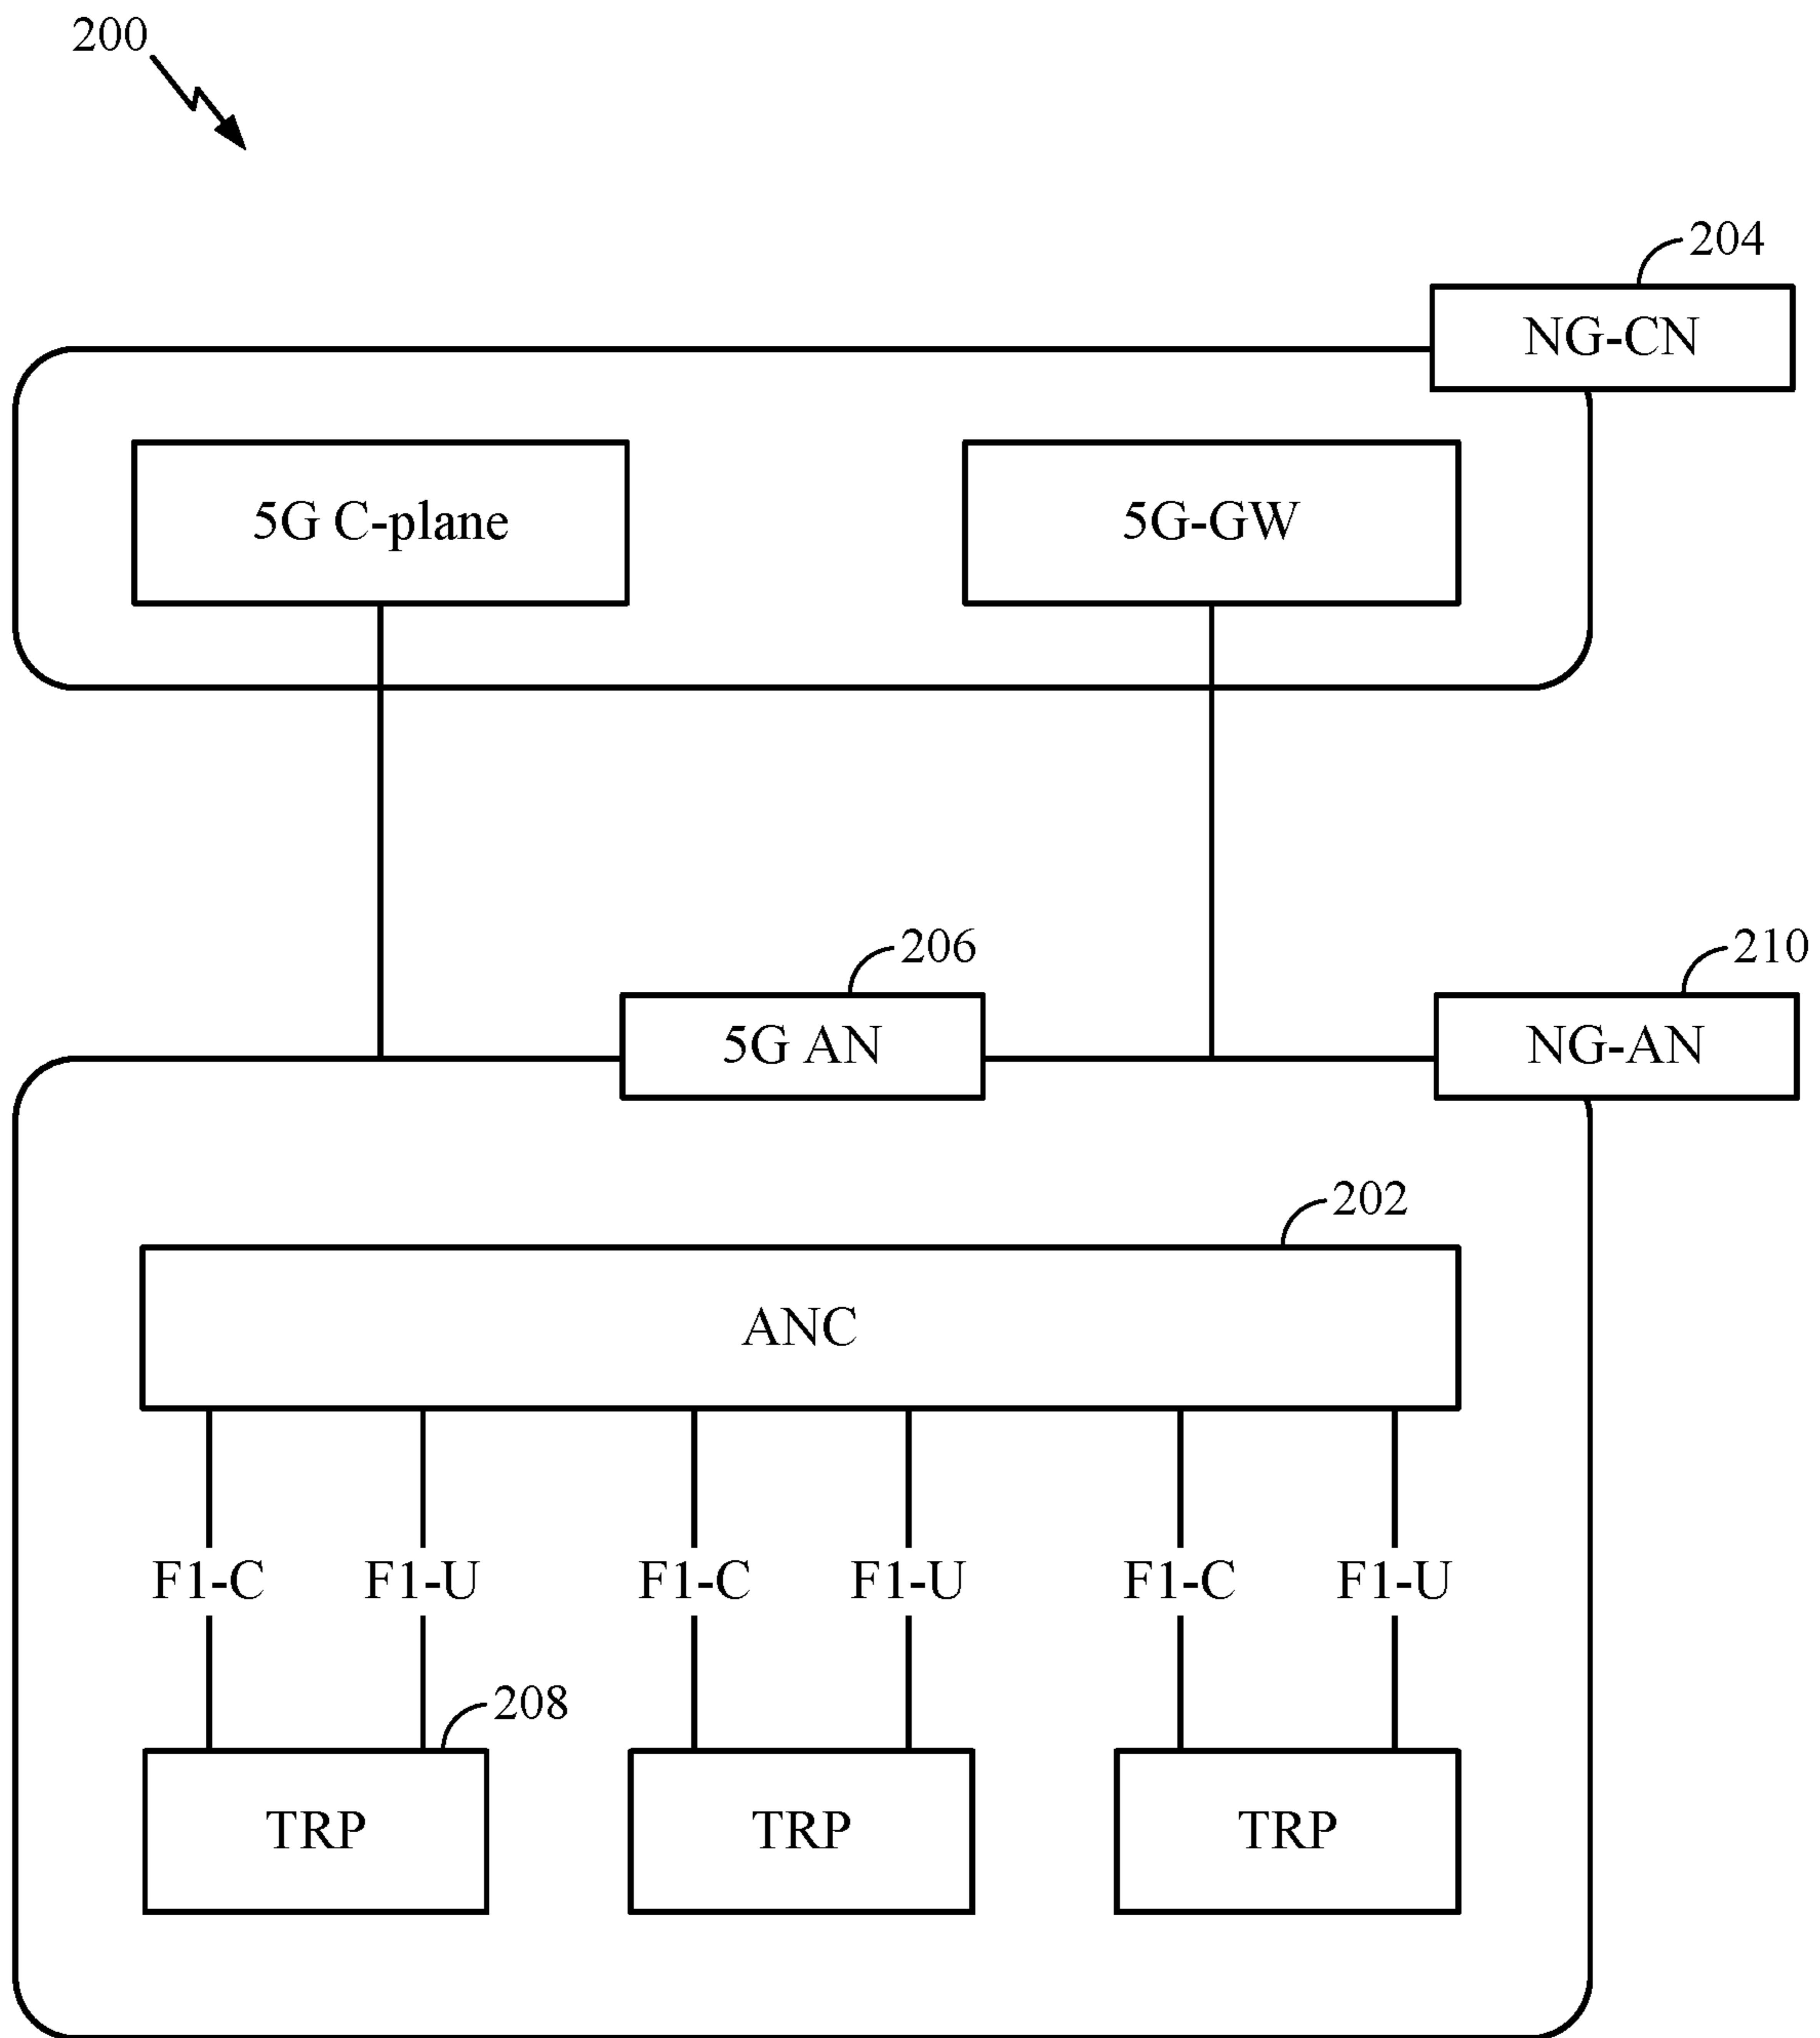 200
204
NG-CN
5G C-plane
5G-GW
206
210
5G AN
NG-AN
202
ANC
F1-C
F1-U
F1-C
F1-U
F1-C
F1-U
208
TRP
TRP
TRP